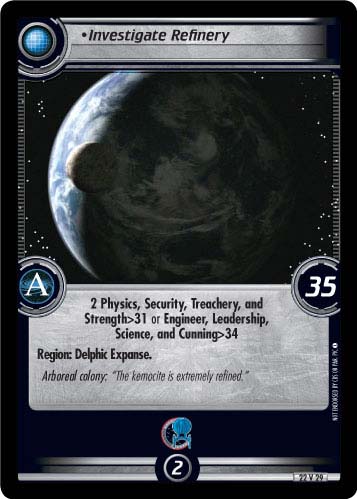 •Investigate Refinery
A
35
2 Physics, Security, Treachery, and
Strength>31 or Engineer, Leadership,
Science, and Cunning>34
Region: Delphic Expanse.
Arboreal colony: "The kemocite is extremely refined."
2
22 V 29